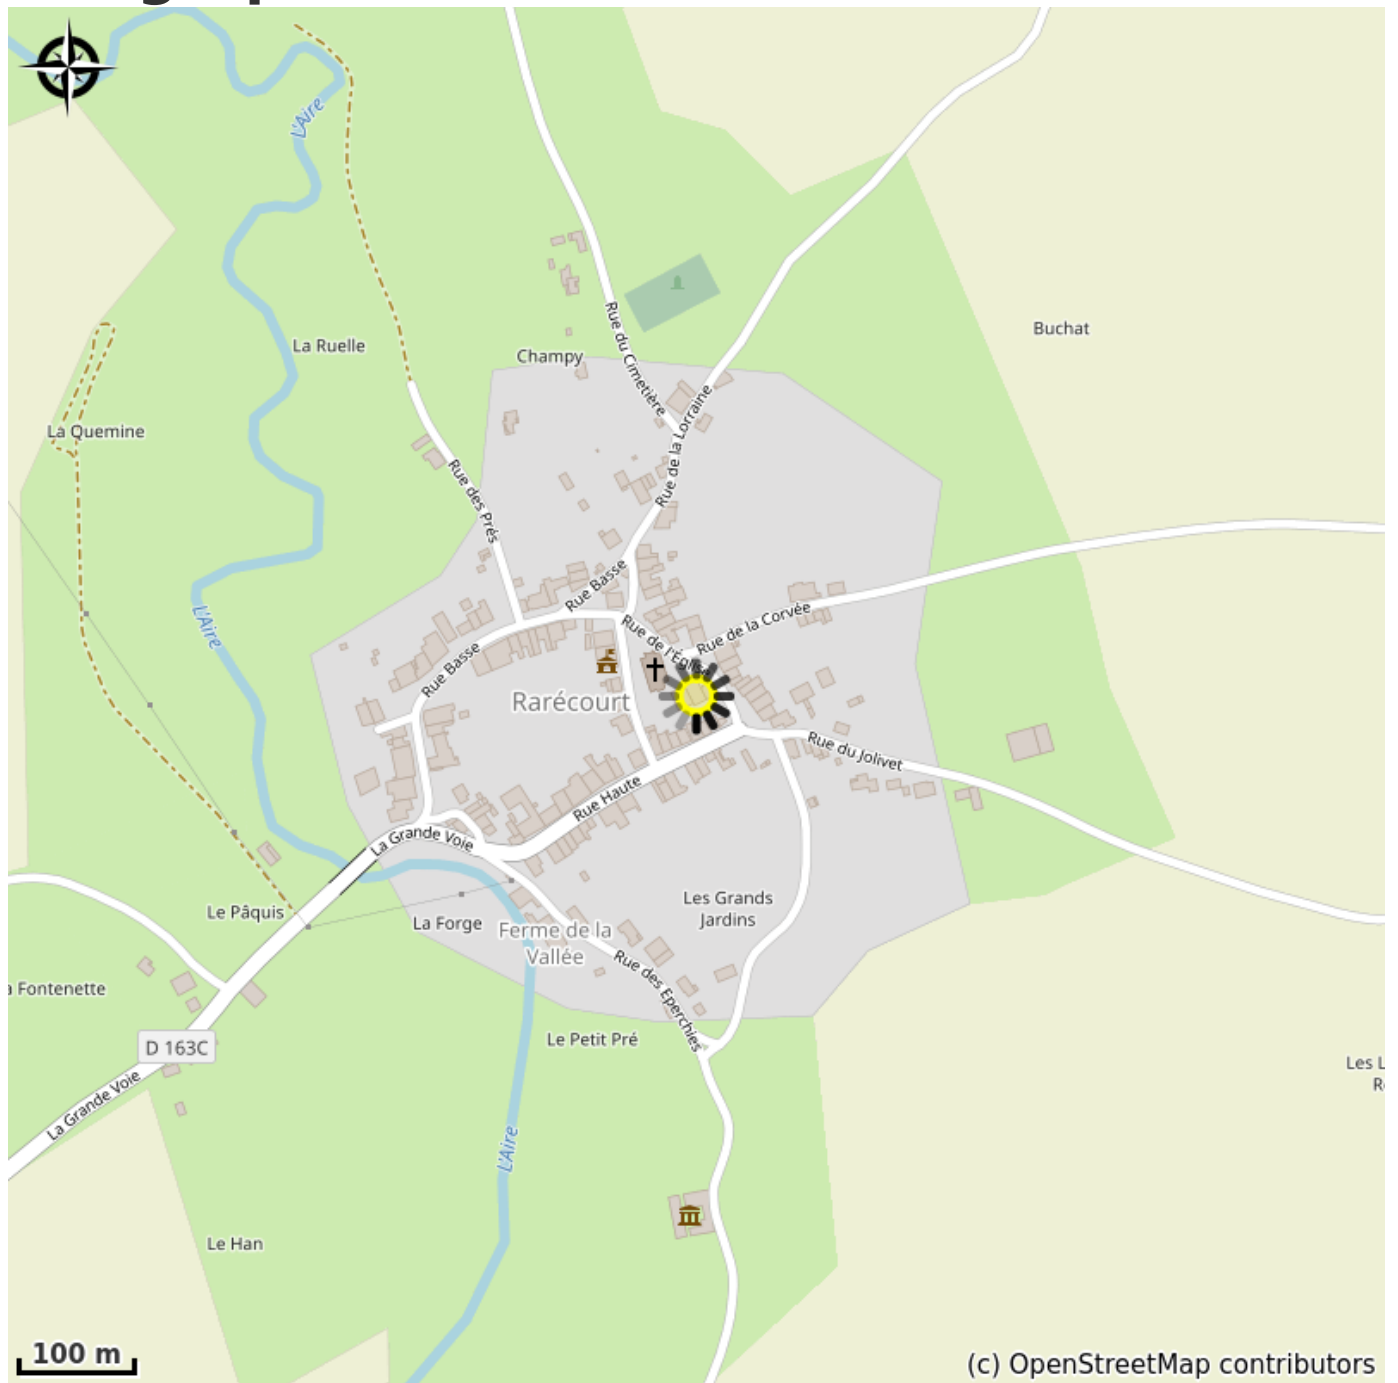 L'Aire
La Ruelle
Champy
Rue du Cimetière
Buchat
La Quemine
Rue des Prés
Rue de la Lorraine
L'Aire
Rue Basse
Rue de l'Église
Rue de la Corvée
Rue Basse
Rarécourt
Rue du Jolivet
Rue Haute
La Grande Voie
Le Pâquis
La Forge
Les Grands
Jardins
Ferme de la
Vallée
Rue des Eperchies
a Fontenette
D 163C
Le Petit Pré
La Grande Voie
Les L
R
L'Aire
Le Han
100 m
(c) OpenStreetMap contributors